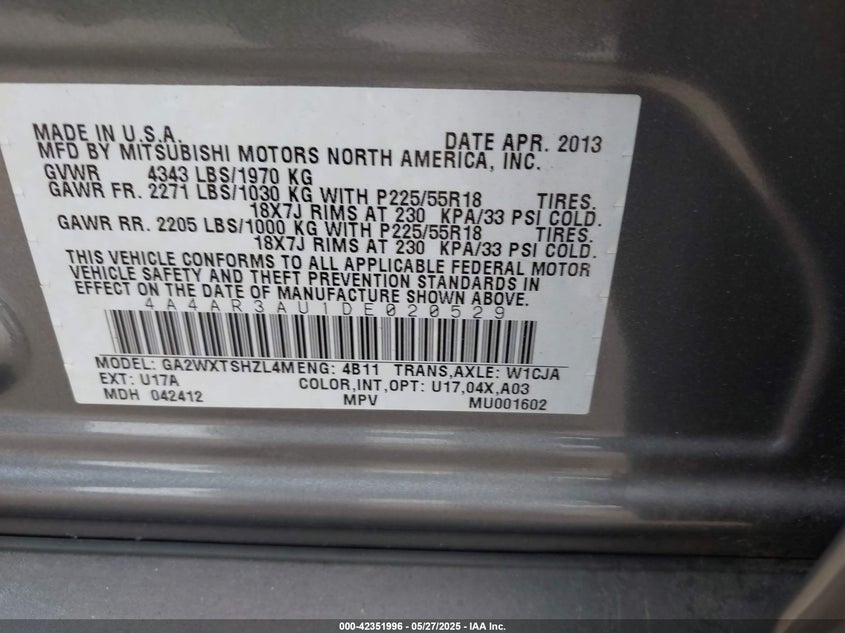 MADE IN U.S.A. DATE APR. 2013
MFD BY MITSUBISHI MOTORS NORTH AMERICA, INC.
GVWR 4343 LBS/1970 KG
GAWR FR. 2271 LBS/1030 KG WITH P225/55R18 TIRES.
18X7J RIMS AT 230 KPA/33 PSI COLD.
GAWR RR. 2205 LBS/1000 KG WITH P225/55R18 TIRES.
18X7J RIMS AT 230 KPA/33 PSI COLD.
THIS VEHICLE CONFORMS TO ALL APPLICABLE FEDERAL MOTOR
VEHICLE SAFETY AND THEFT PREVENTION STANDARDS IN
EFFECT ON THE DATE OF MANUFACTURE SHOWN ABOVE.
4A4AR3AU1DE020529
MODEL: GA2WXTSHZL4M ENG: 4B11 TRANS,AXLE: W1CJA
EXT: U17A COLOR,INT,OPT: U17,04X,A03
MDH 042412 MPV MU001602
000-42351996 — 05/27/2025 — IAA Inc.